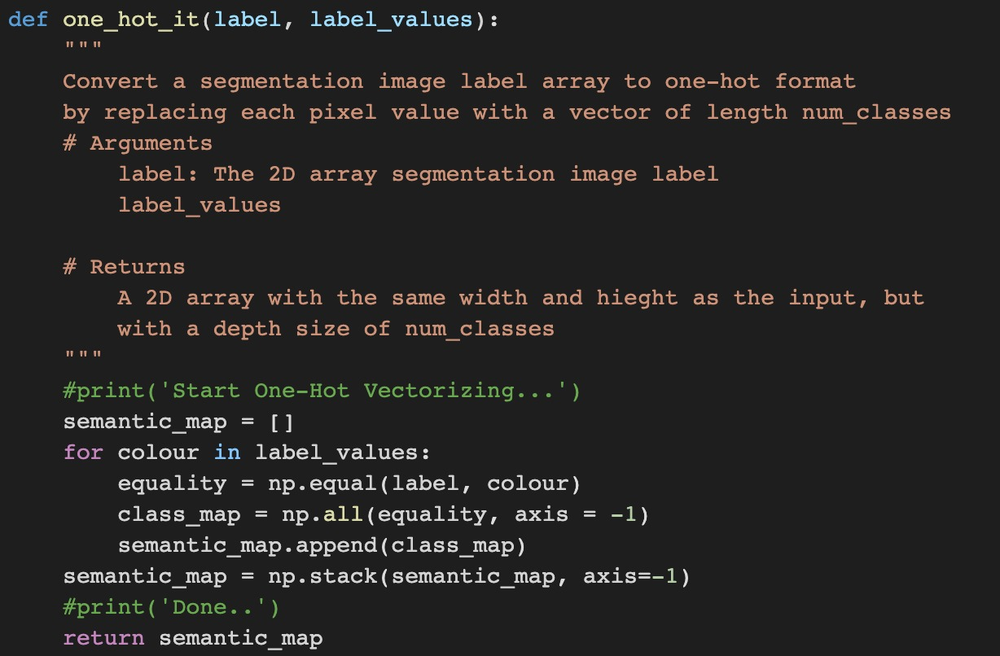 def one_hot_it(label, label_values):
    """
    Convert a segmentation image label array to one-hot format
    by replacing each pixel value with a vector of length num_classes
    # Arguments
        label: The 2D array segmentation image label
        label_values

    # Returns
        A 2D array with the same width and hieght as the input, but
        with a depth size of num_classes
    """
    #print('Start One-Hot Vectorizing...')
    semantic_map = []
    for colour in label_values:
        equality = np.equal(label, colour)
        class_map = np.all(equality, axis = -1)
        semantic_map.append(class_map)
    semantic_map = np.stack(semantic_map, axis=-1)
    #print('Done..')
    return semantic_map